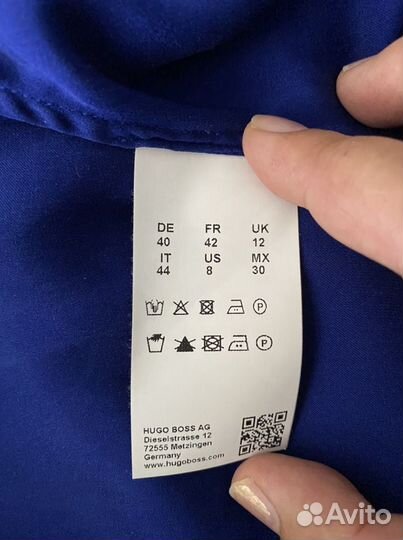 DE FR UK
40 42 12
IT US MX
44 8 30
P
P
HUGO BOSS AG
Dieselstrasse 12
72555 Metzingen
Germany
www.hugoboss.com
Avito